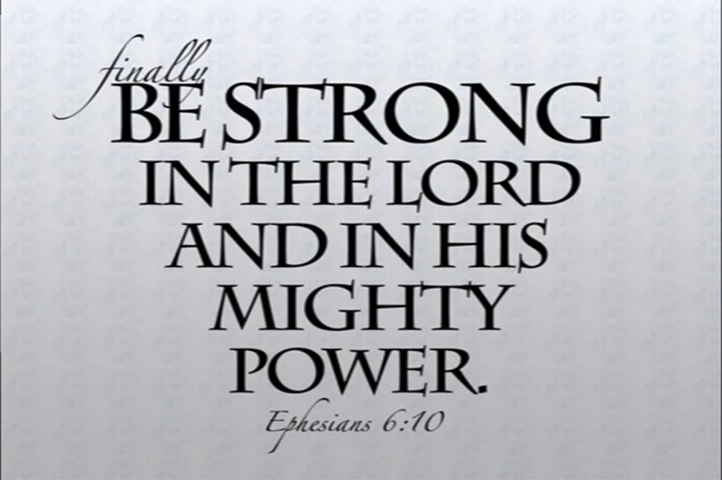 finally
BE STRONG
IN THE LORD
AND IN HIS
MIGHTY
POWER.
Ephesians 6:10